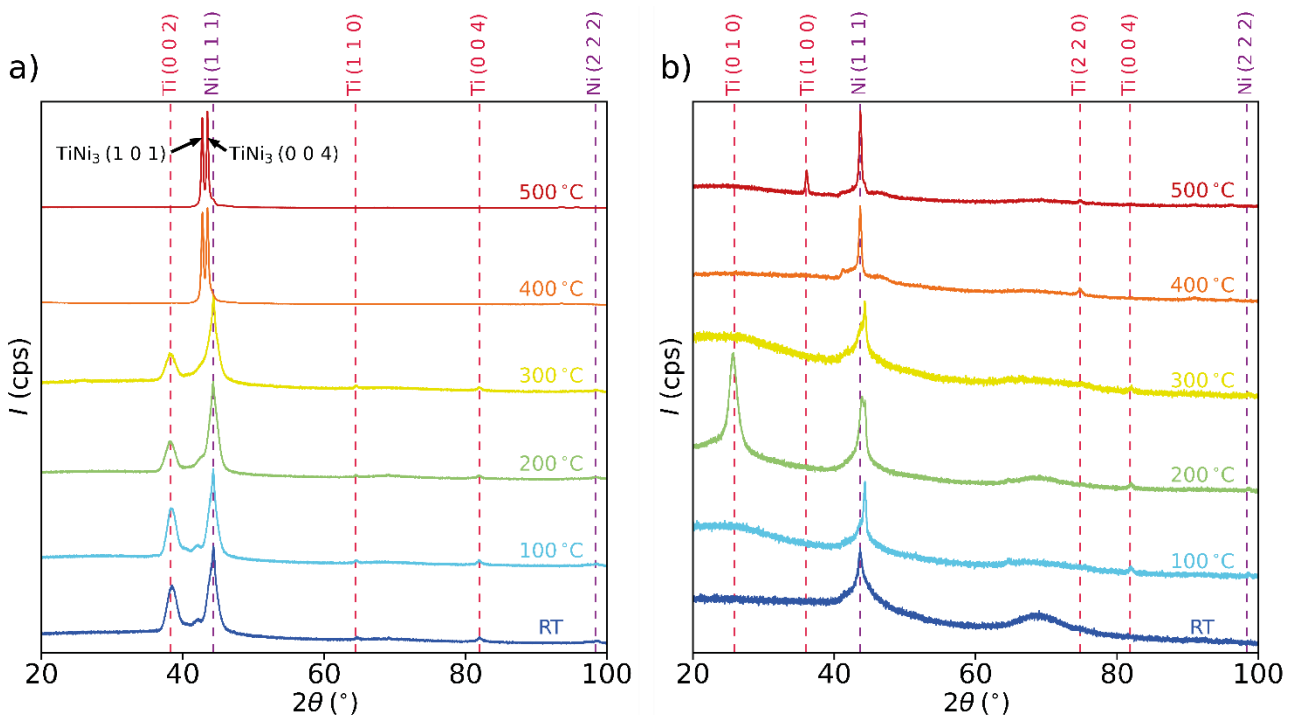 a)
Ti (0 0 2)
Ni (1 1 1)
Ti (1 1 0)
Ti (0 0 4)
Ni (2 2 2)
TiNi₃ (1 0 1)
TiNi₃ (0 0 4)
500 °C
400 °C
300 °C
200 °C
100 °C
RT
I (cps)
20 40 60 80 100
2θ (°)
b)
Ti (0 1 0)
Ti (1 0 0)
Ni (1 1 1)
Ti (2 2 0)
Ti (0 0 4)
Ni (2 2 2)
500 °C
400 °C
300 °C
200 °C
100 °C
RT
I (cps)
20 40 60 80 100
2θ (°)